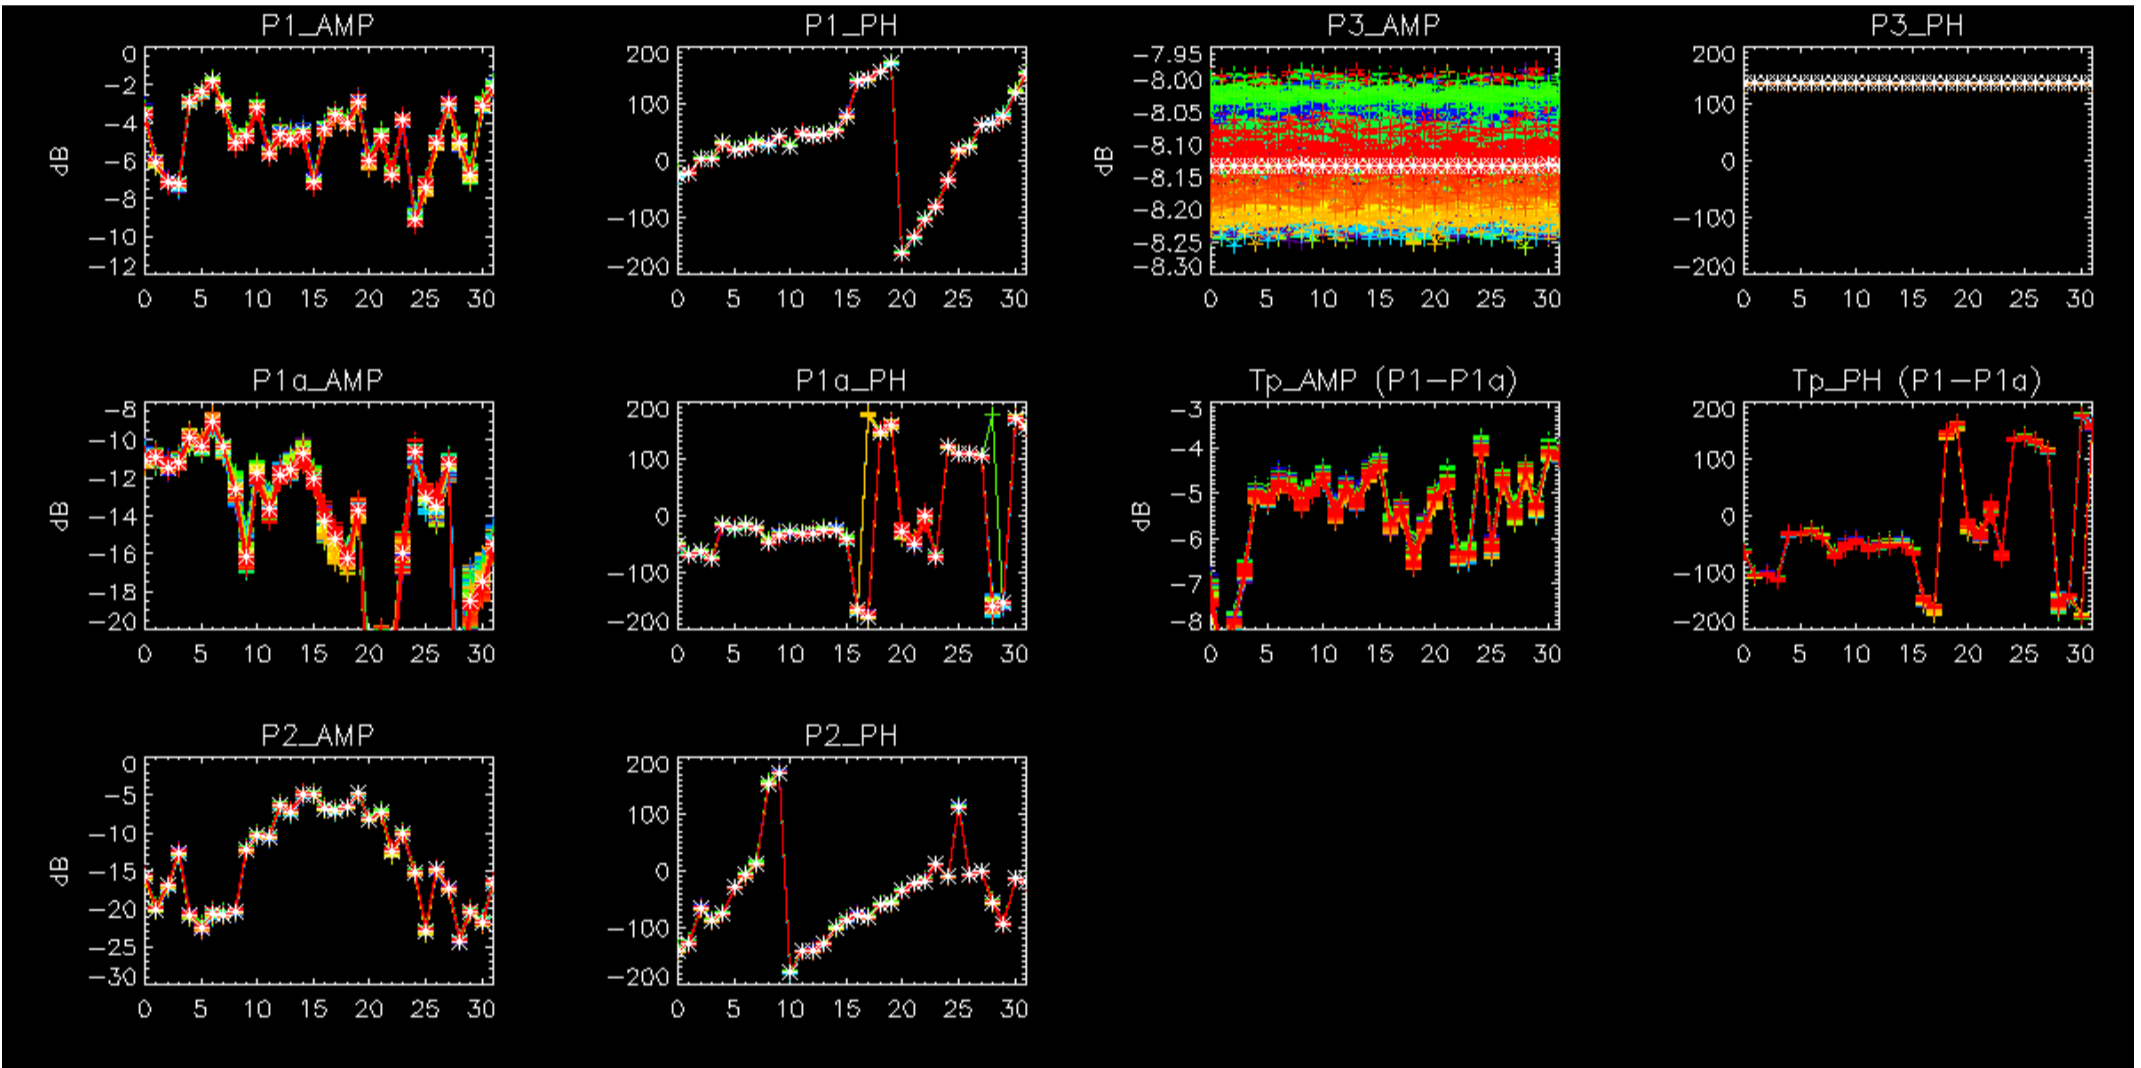 P1_AMP
P1_PH
P3_AMP
P3_PH
dB
0
-2
-4
-6
-8
-10
-12
0 5 10 15 20 25 30
200
100
0
-100
-200
0 5 10 15 20 25 30
dB
-7.95
-8.00
-8.05
-8.10
-8.15
-8.20
-8.25
-8.30
0 5 10 15 20 25 30
200
100
0
-100
-200
0 5 10 15 20 25 30
P1a_AMP
P1a_PH
Tp_AMP (P1-P1a)
Tp_PH (P1-P1a)
dB
-8
-10
-12
-14
-16
-18
-20
0 5 10 15 20 25 30
200
100
0
-100
-200
0 5 10 15 20 25 30
dB
-3
-4
-5
-6
-7
-8
0 5 10 15 20 25 30
200
100
0
-100
-200
0 5 10 15 20 25 30
P2_AMP
P2_PH
dB
0
-5
-10
-15
-20
-25
-30
0 5 10 15 20 25 30
200
100
0
-100
-200
0 5 10 15 20 25 30